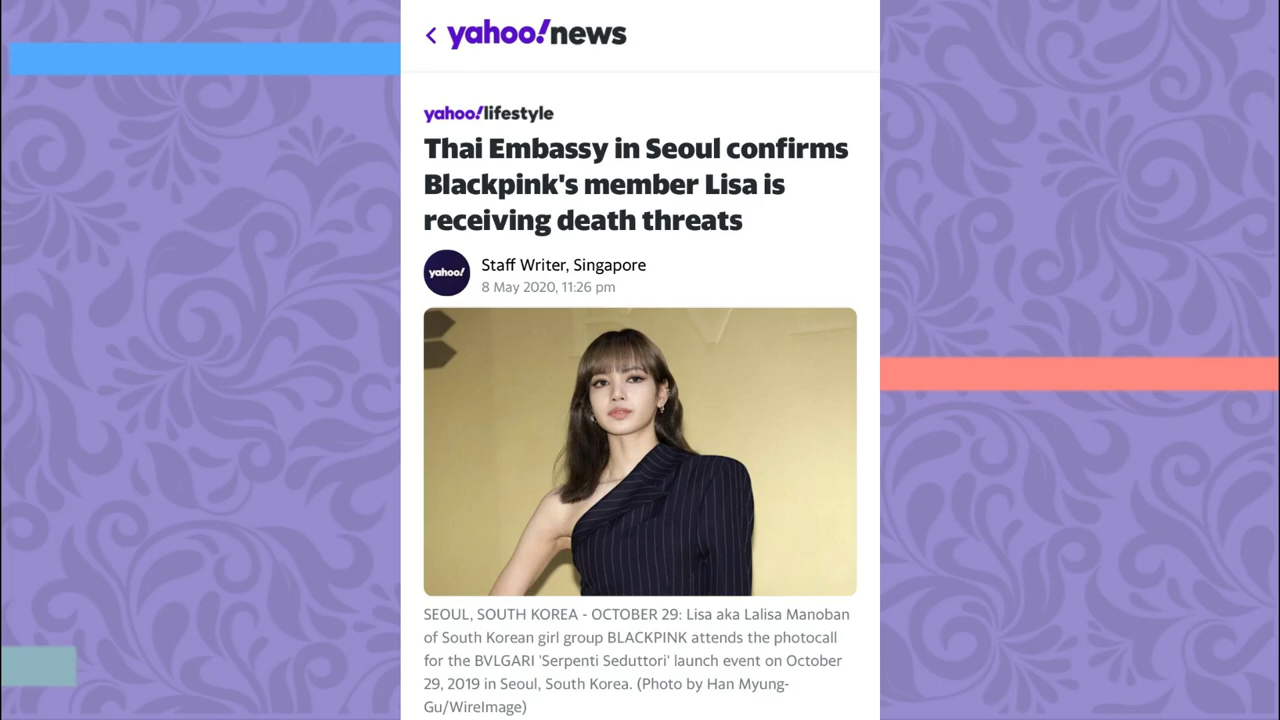 yahoo!news
yahoo!lifestyle
Thai Embassy in Seoul confirms
Blackpink's member Lisa is
receiving death threats
yahoo!
Staff Writer, Singapore
8 May 2020, 11:26 pm
SEOUL, SOUTH KOREA - OCTOBER 29: Lisa aka Lalisa Manoban
of South Korean girl group BLACKPINK attends the photocall
for the BVLGARI 'Serpenti Seduttori' launch event on October
29, 2019 in Seoul, South Korea. (Photo by Han Myung-
Gu/WireImage)